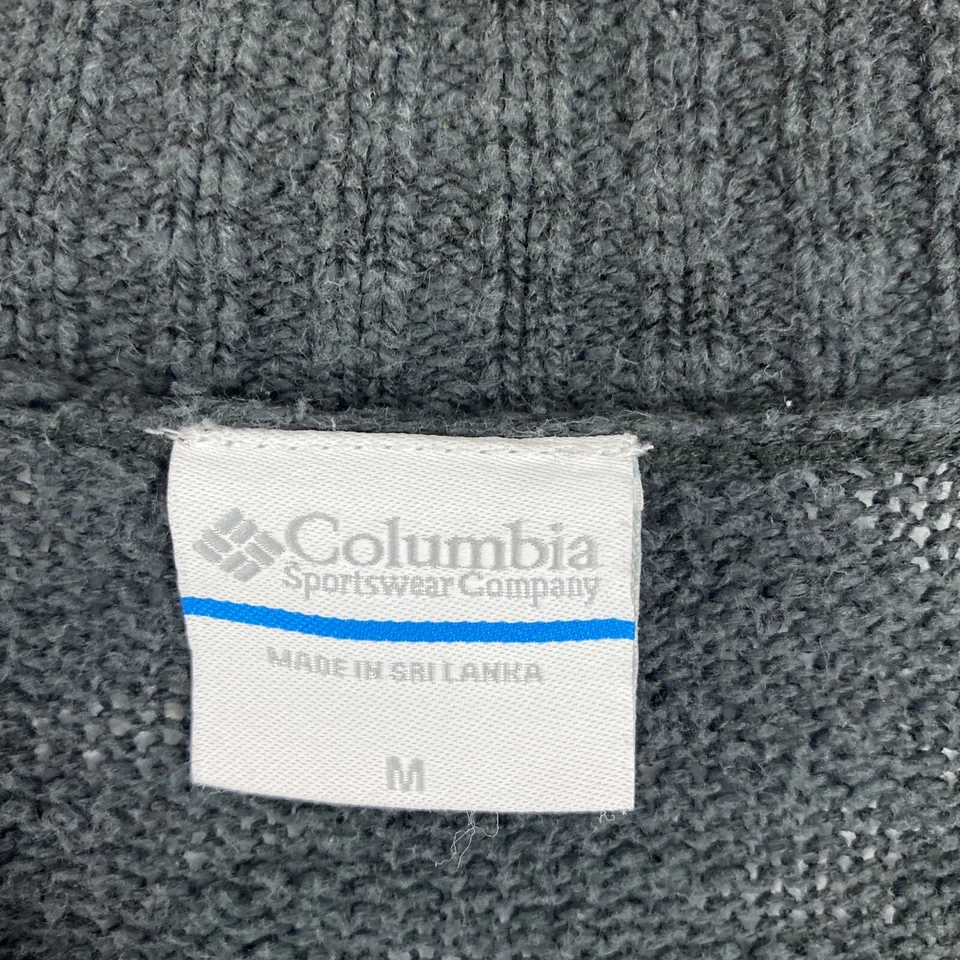 Columbia
Sportswear Company
MADE IN SRI LANKA
M